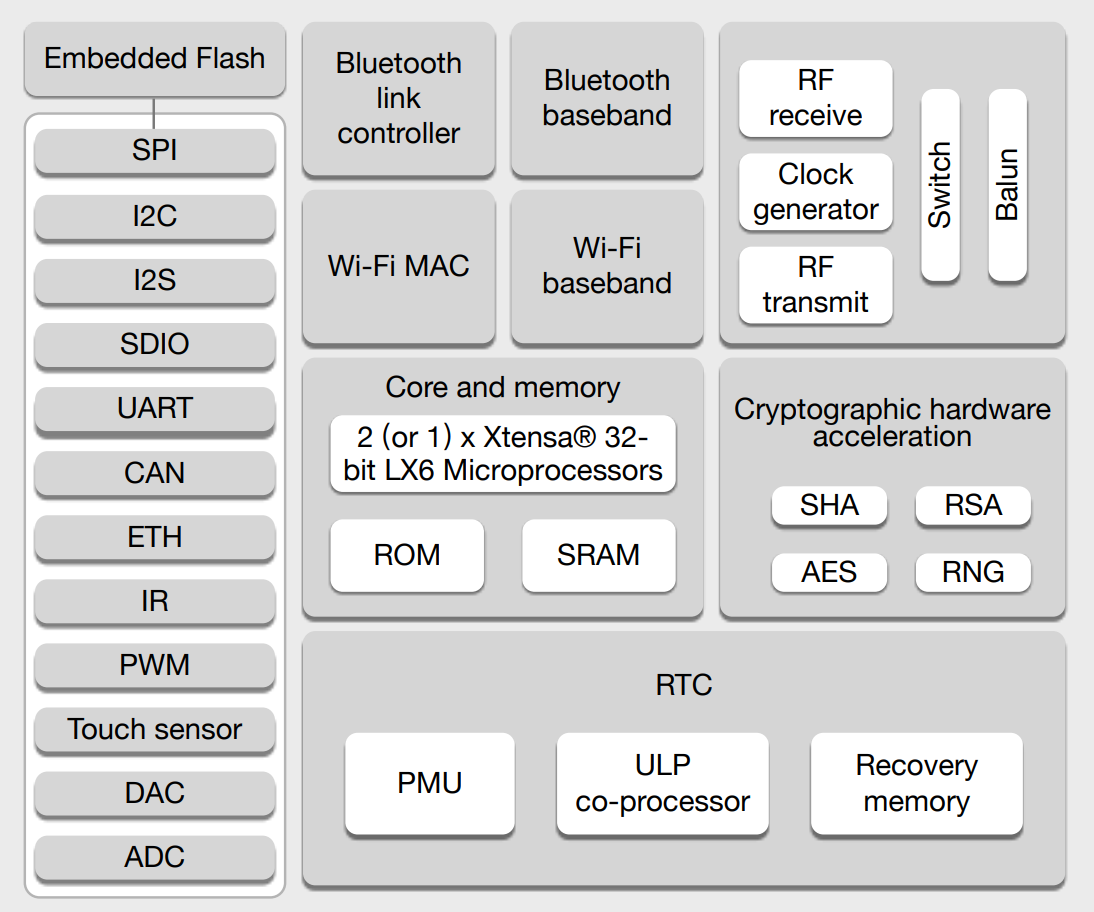 Embedded Flash
SPI
I2C
I2S
SDIO
UART
CAN
ETH
IR
PWM
Touch sensor
DAC
ADC
Bluetooth
link
controller
Bluetooth
baseband
Wi-Fi MAC
Wi-Fi
baseband
RF
receive
Clock
generator
RF
transmit
Switch
Balun
Core and memory
2 (or 1) x Xtensa® 32-
bit LX6 Microprocessors
ROM
SRAM
Cryptographic hardware
acceleration
SHA
RSA
AES
RNG
RTC
PMU
ULP
co-processor
Recovery
memory